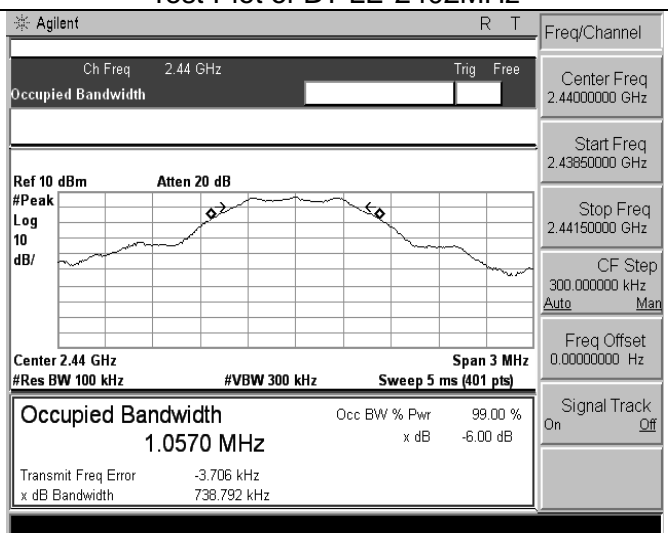 Agilent R T
Freq/Channel
Ch Freq 2.44 GHz Trig Free
Occupied Bandwidth
Center Freq
2.44000000 GHz
Start Freq
2.43850000 GHz
Stop Freq
2.44150000 GHz
CF Step
300.000000 kHz
Auto Man
Freq Offset
0.00000000 Hz
Signal Track
On Off
Ref 10 dBm Atten 20 dB
#Peak
Log
10
dB/
Center 2.44 GHz Span 3 MHz
#Res BW 100 kHz #VBW 300 kHz Sweep 5 ms (401 pts)
Occupied Bandwidth
1.0570 MHz
Occ BW % Pwr 99.00 %
x dB -6.00 dB
Transmit Freq Error -3.706 kHz
x dB Bandwidth 738.792 kHz